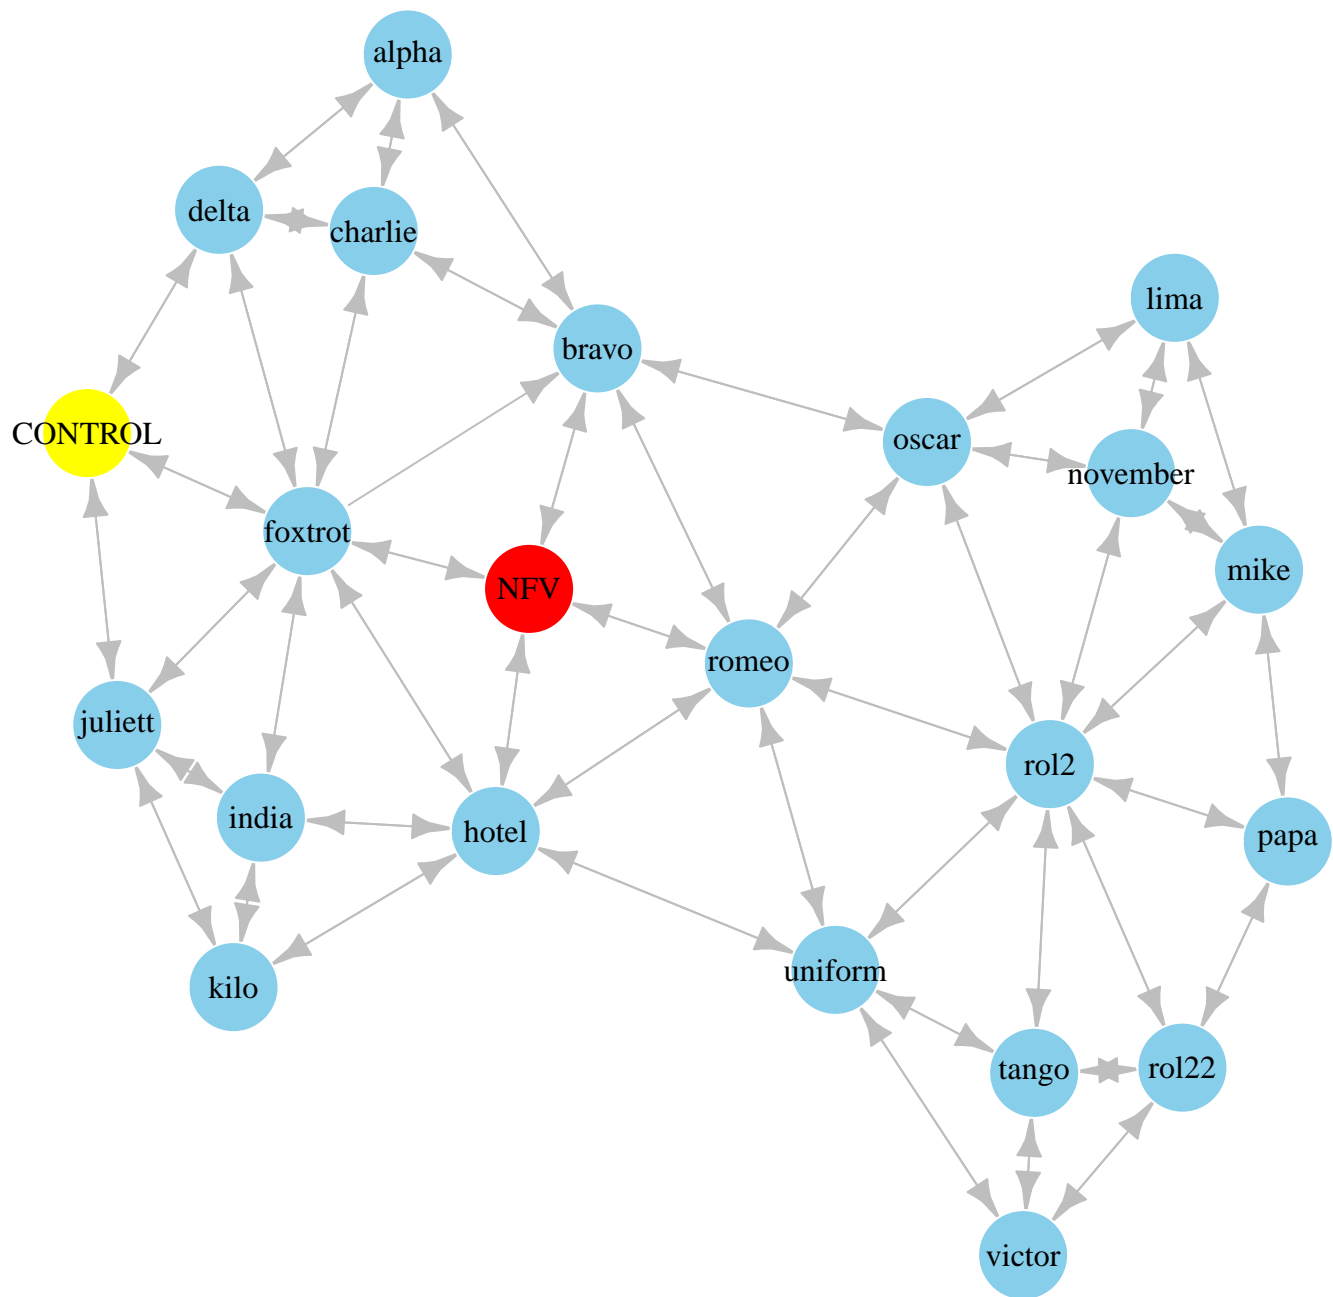 alpha
delta
charlie
lima
bravo
CONTROL
oscar
november
foxtrot
mike
NFV
romeo
juliett
rol2
india
hotel
papa
uniform
kilo
tango
rol22
victor